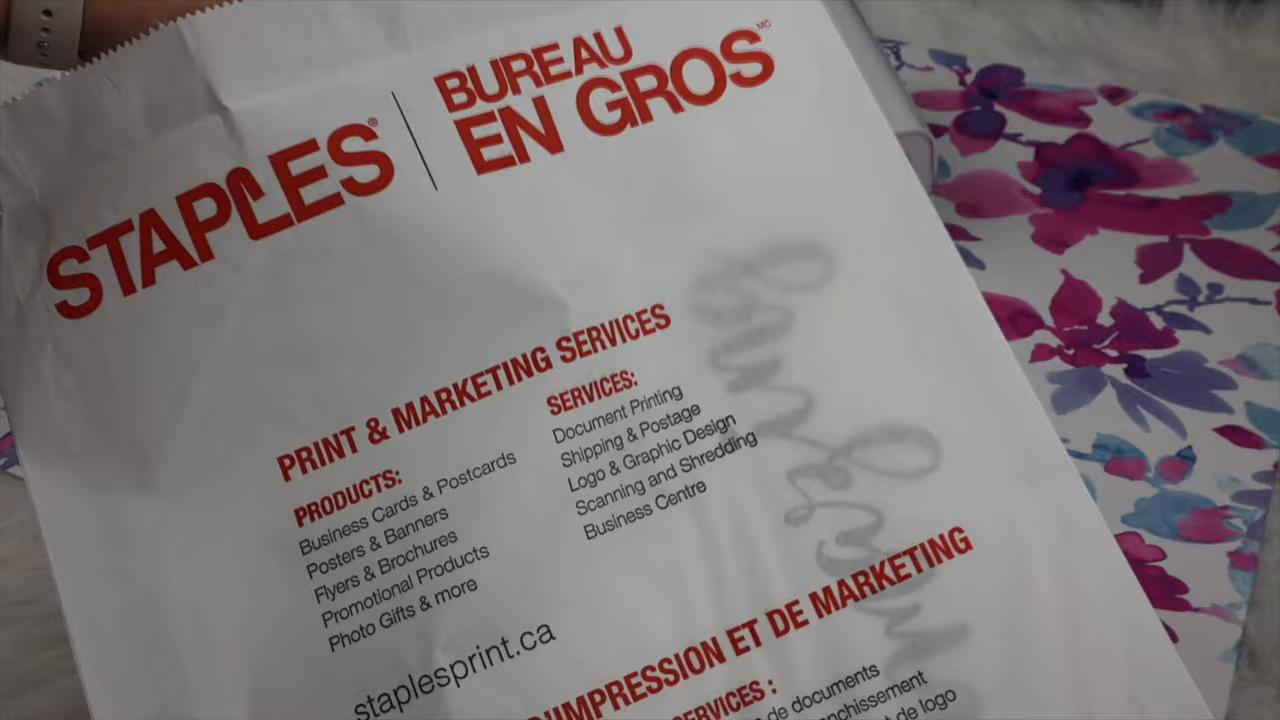 STAPLES®
BUREAU
EN GROS MC
PRINT & MARKETING SERVICES
PRODUCTS:
Business Cards & Postcards
Posters & Banners
Flyers & Brochures
Promotional Products
Photo Gifts & more
SERVICES:
Document Printing
Shipping & Postage
Logo & Graphic Design
Scanning and Shredding
Business Centre
staplesprint.ca
IMPRESSION ET DE MARKETING
SERVICES :
de documents
de logo